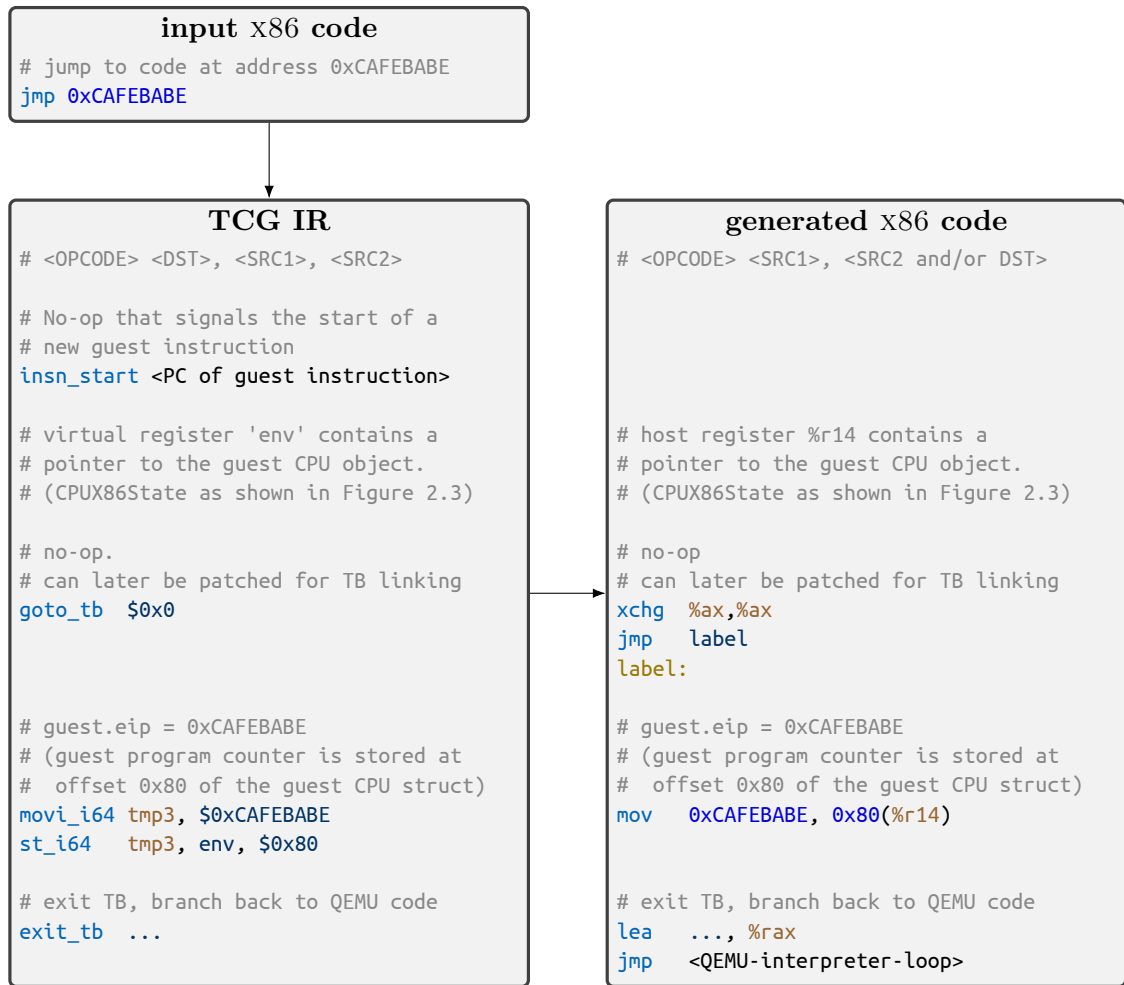 input x86 code
# jump to code at address 0xCAFEBABE
jmp 0xCAFEBABE
TCG IR
# <OPCODE> <DST>, <SRC1>, <SRC2>
# No-op that signals the start of a
# new guest instruction
insn_start <PC of guest instruction>
# virtual register 'env' contains a
# pointer to the guest CPU object.
# (CPUX86State as shown in Figure 2.3)
# no-op.
# can later be patched for TB linking
goto_tb  $0x0
# guest.eip = 0xCAFEBABE
# (guest program counter is stored at
#  offset 0x80 of the guest CPU struct)
movi_i64 tmp3, $0xCAFEBABE
st_i64   tmp3, env, $0x80
# exit TB, branch back to QEMU code
exit_tb  ...
generated x86 code
# <OPCODE> <SRC1>, <SRC2 and/or DST>
# host register %r14 contains a
# pointer to the guest CPU object.
# (CPUX86State as shown in Figure 2.3)
# no-op
# can later be patched for TB linking
xchg  %ax,%ax
jmp   label
label:
# guest.eip = 0xCAFEBABE
# (guest program counter is stored at
#  offset 0x80 of the guest CPU struct)
mov   0xCAFEBABE, 0x80(%r14)
# exit TB, branch back to QEMU code
lea   ..., %rax
jmp   <QEMU-interpreter-loop>